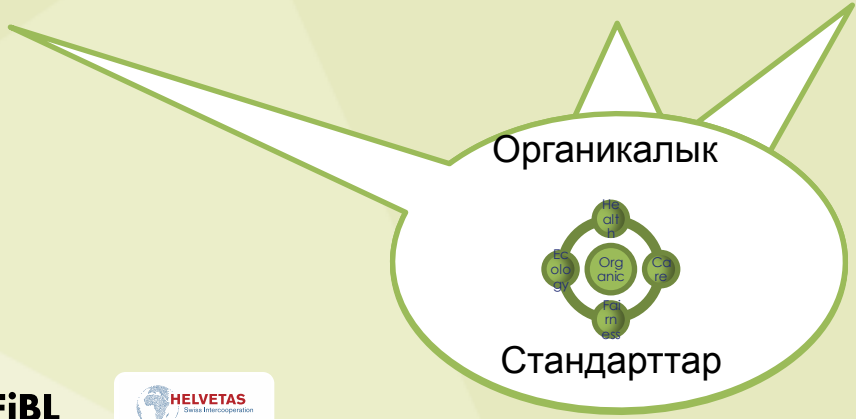 Органикалык
He
alt
h
Ec
olo
gy
Org
anic
Ca
re
Fai
rn
ess
Стандарттар
FiBL
HELVETAS
Swiss Intercooperation